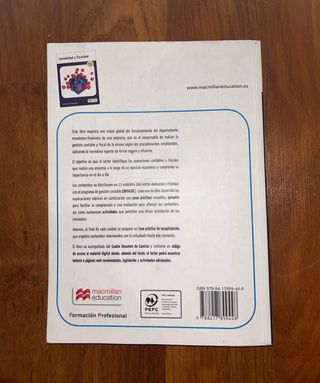 Contabilidad y Fiscalidad
www.macmillaneducation.es
Este libro muestra una visión global del funcionamiento del departamento
económico-financiero de una empresa, que es el responsable de realizar
la gestión contable y fiscal de la misma según los procedimientos establecidos,
aplicando la normativa vigente de forma segura y eficiente.
El objetivo es que el lector identifique las operaciones contables y fiscales
que realiza una empresa a lo largo de un ejercicio económico y comprenda su
importancia en el día a día.
Los contenidos se distribuyen en 12 unidades (dos están dedicadas a trabajar
con el programa de gestión contable CONTASOL). Cada una de ellas desarrolla las
explicaciones teóricas en combinación con casos prácticos resueltos, ejemplos
para facilitar la comprensión y una evaluación para afianzar los contenidos,
así como numerosas actividades que permiten una eficaz asimilación de los
conceptos.
Además, al final de cada unidad se propone un Caso práctico de recapitulación,
que engloba contenidos relacionados con lo estudiado hasta ese momento.
El libro va acompañado del Cuadro Resumen de Cuentas y contiene un código
de acceso al material digital donde, además del texto, el lector podrá encontrar
enlaces a páginas web recomendadas, legislación y actividades adicionales.
macmillan
education
PEFC
Formación Profesional
ISBN 978-84-17899-44-8
9 788417 899448